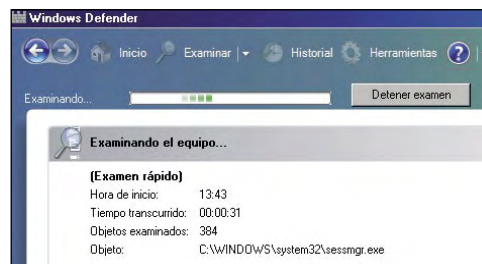 Windows Defender
Inicio Examinar Historial Herramientas ?
Examinando... Detener examen
Examinando el equipo...
(Examen rápido)
Hora de inicio: 13:43
Tiempo transcurrido: 00:00:31
Objetos examinados: 384
Objeto: C:\WINDOWS\system32\sessmgr.exe